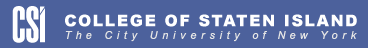 CSI COLLEGE OF STATEN ISLAND
The City University of New York